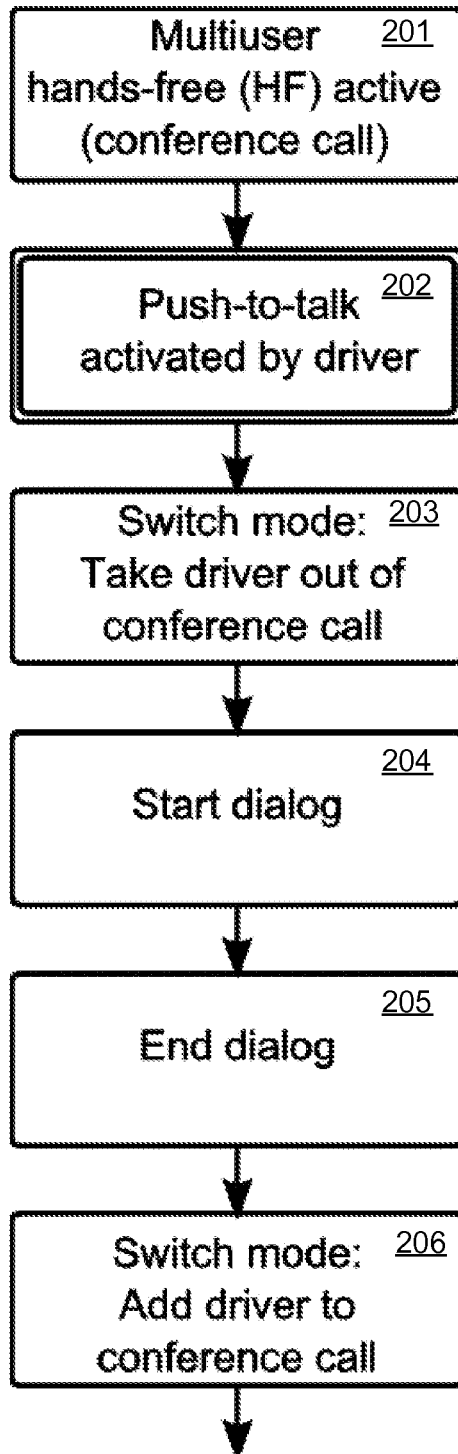 Multiuser 201
hands-free (HF) active
(conference call)
Push-to-talk 202
activated by driver
Switch mode: 203
Take driver out of
conference call
204
Start dialog
205
End dialog
Switch mode: 206
Add driver to
conference call